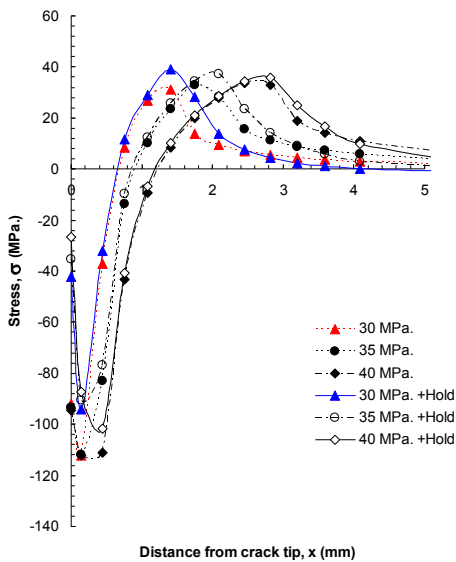 60
40
20
0
-20
-40
-60
-80
-100
-120
-140
0 1 2 3 4 5
Stress, σ (MPa.)
30 MPa.
35 MPa.
40 MPa.
30 MPa. +Hold
35 MPa. +Hold
40 MPa. +Hold
Distance from crack tip, x (mm)